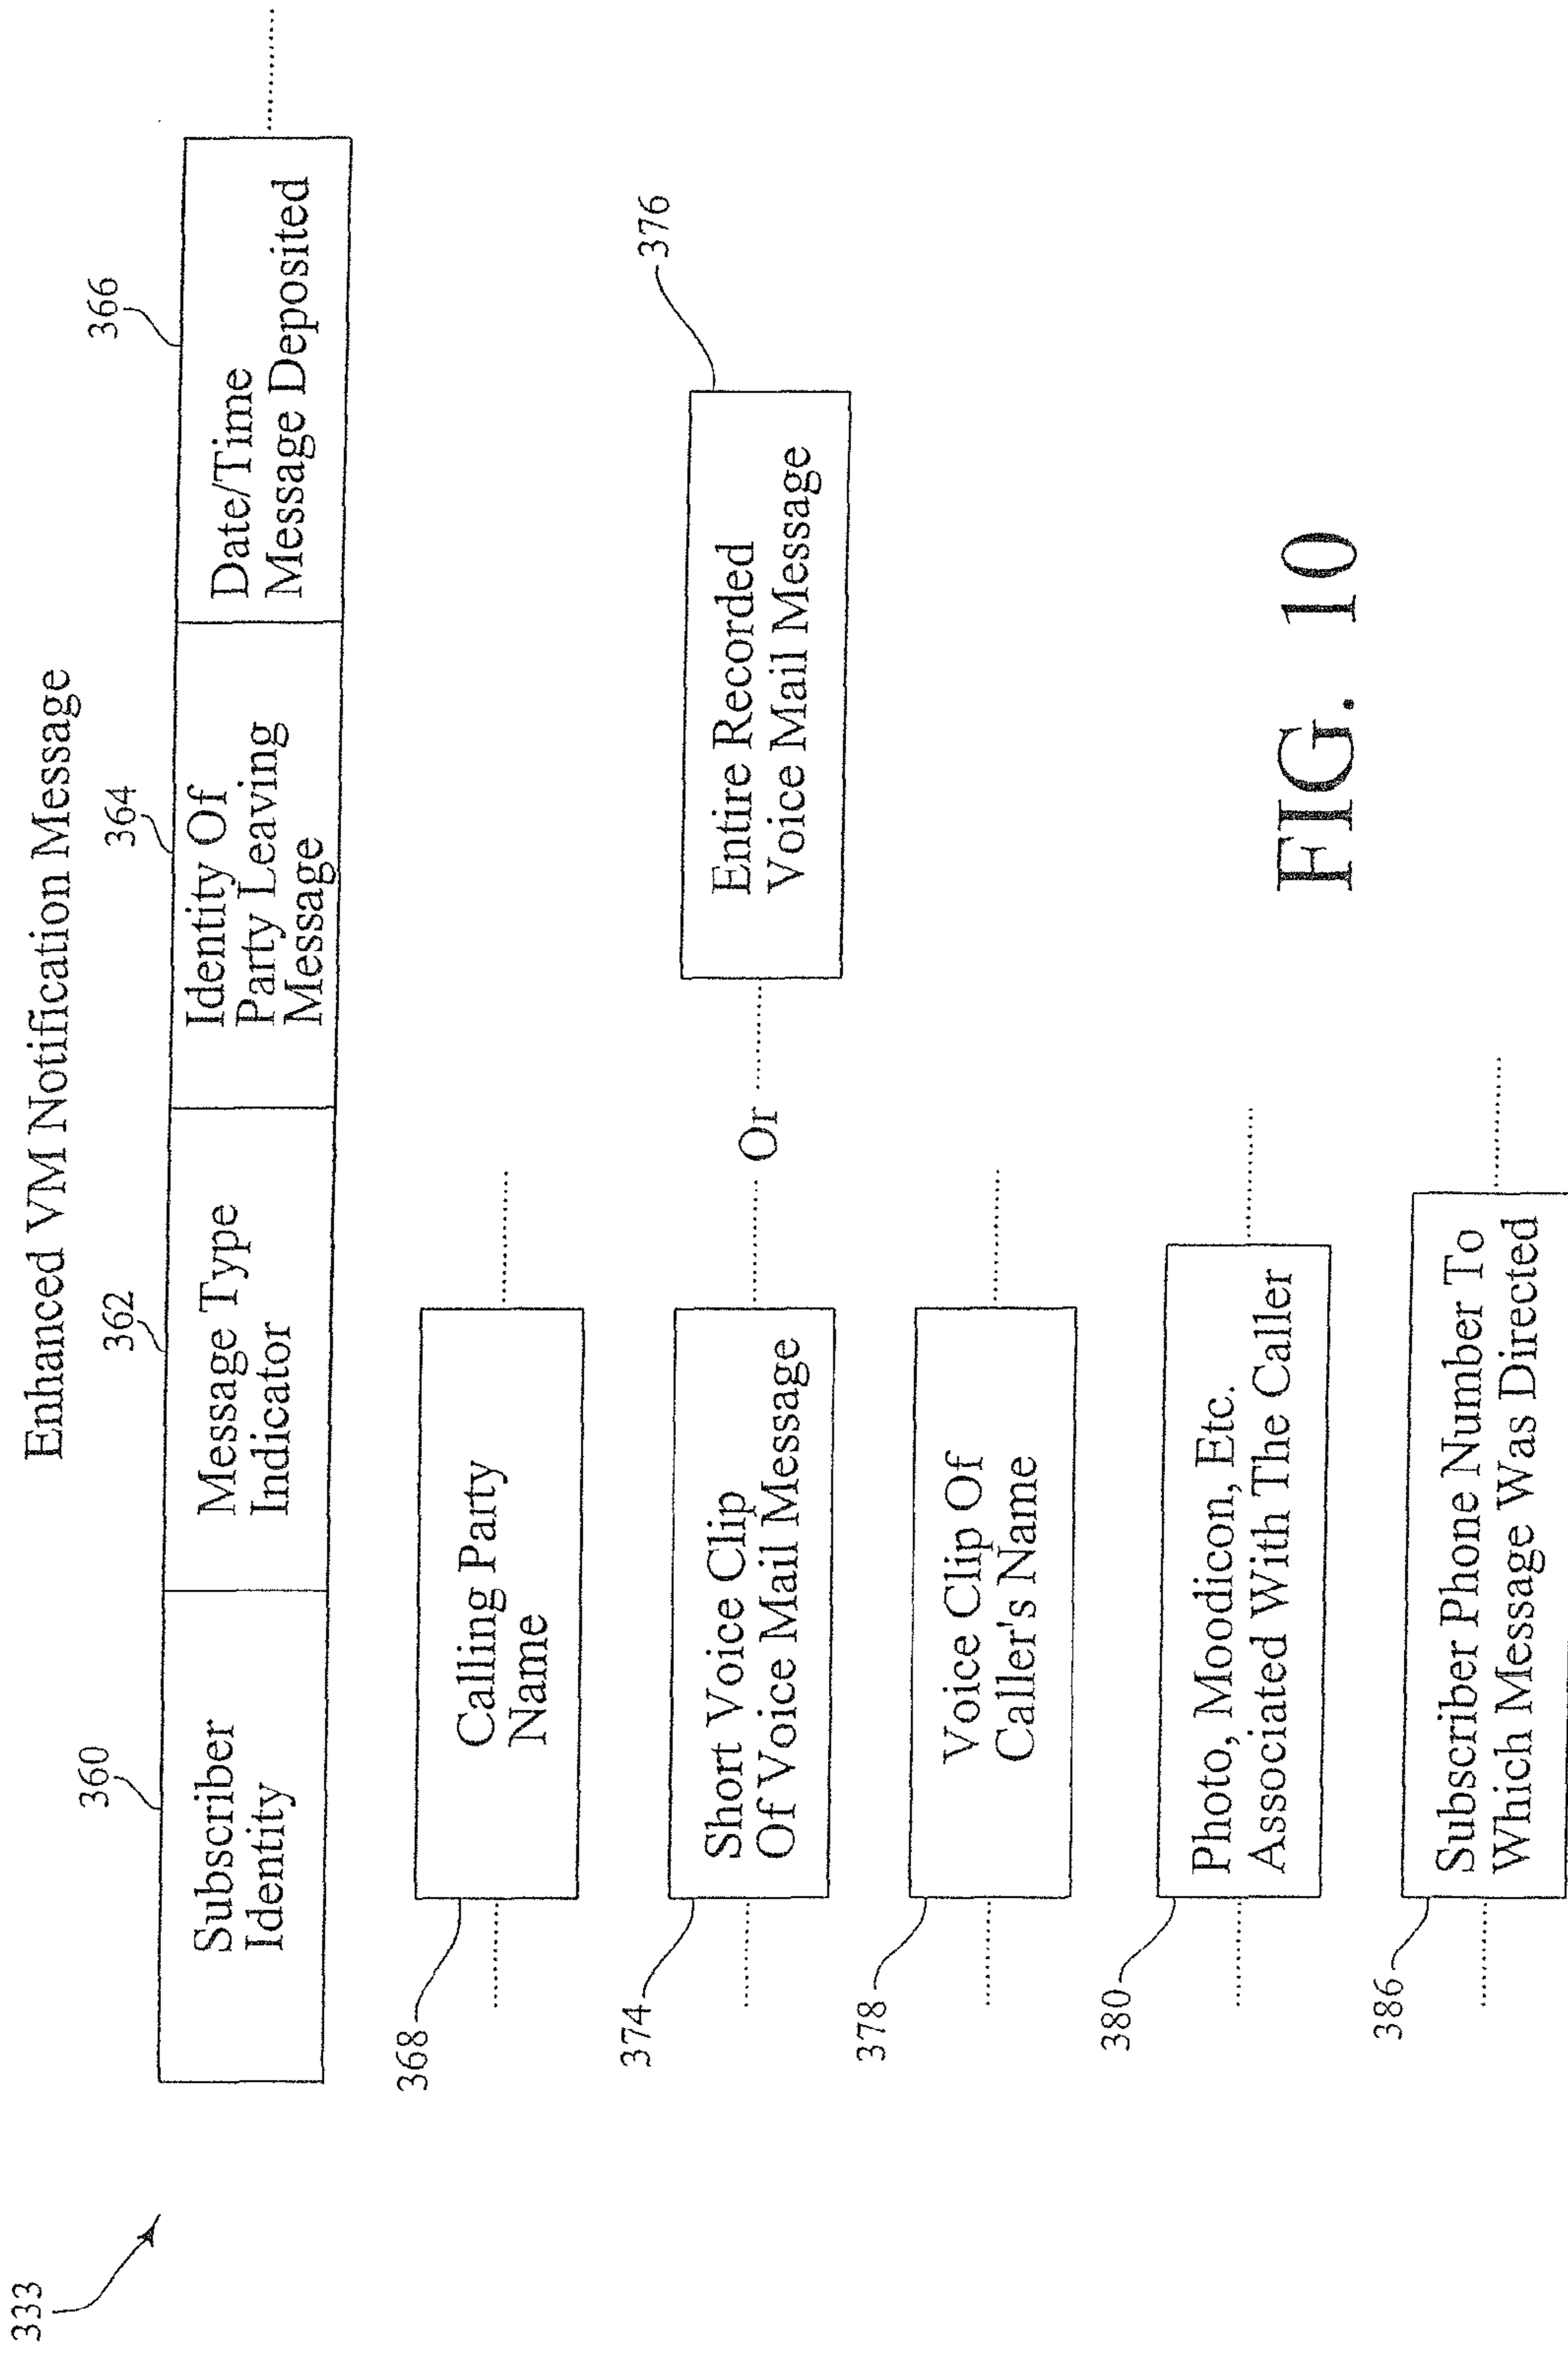 Enhanced VM Notification Message
333
360
362
364
366
Subscriber
Identity
Message Type
Indicator
Identity Of
Party Leaving
Message
Date/Time
Message Deposited
368
Calling Party
Name
374
Short Voice Clip
Of Voice Mail Message
Or
376
Entire Recorded
Voice Mail Message
378
Voice Clip Of
Caller's Name
380
Photo, Moodicon, Etc.
Associated With The Caller
386
Subscriber Phone Number To
Which Message Was Directed
FIG. 10